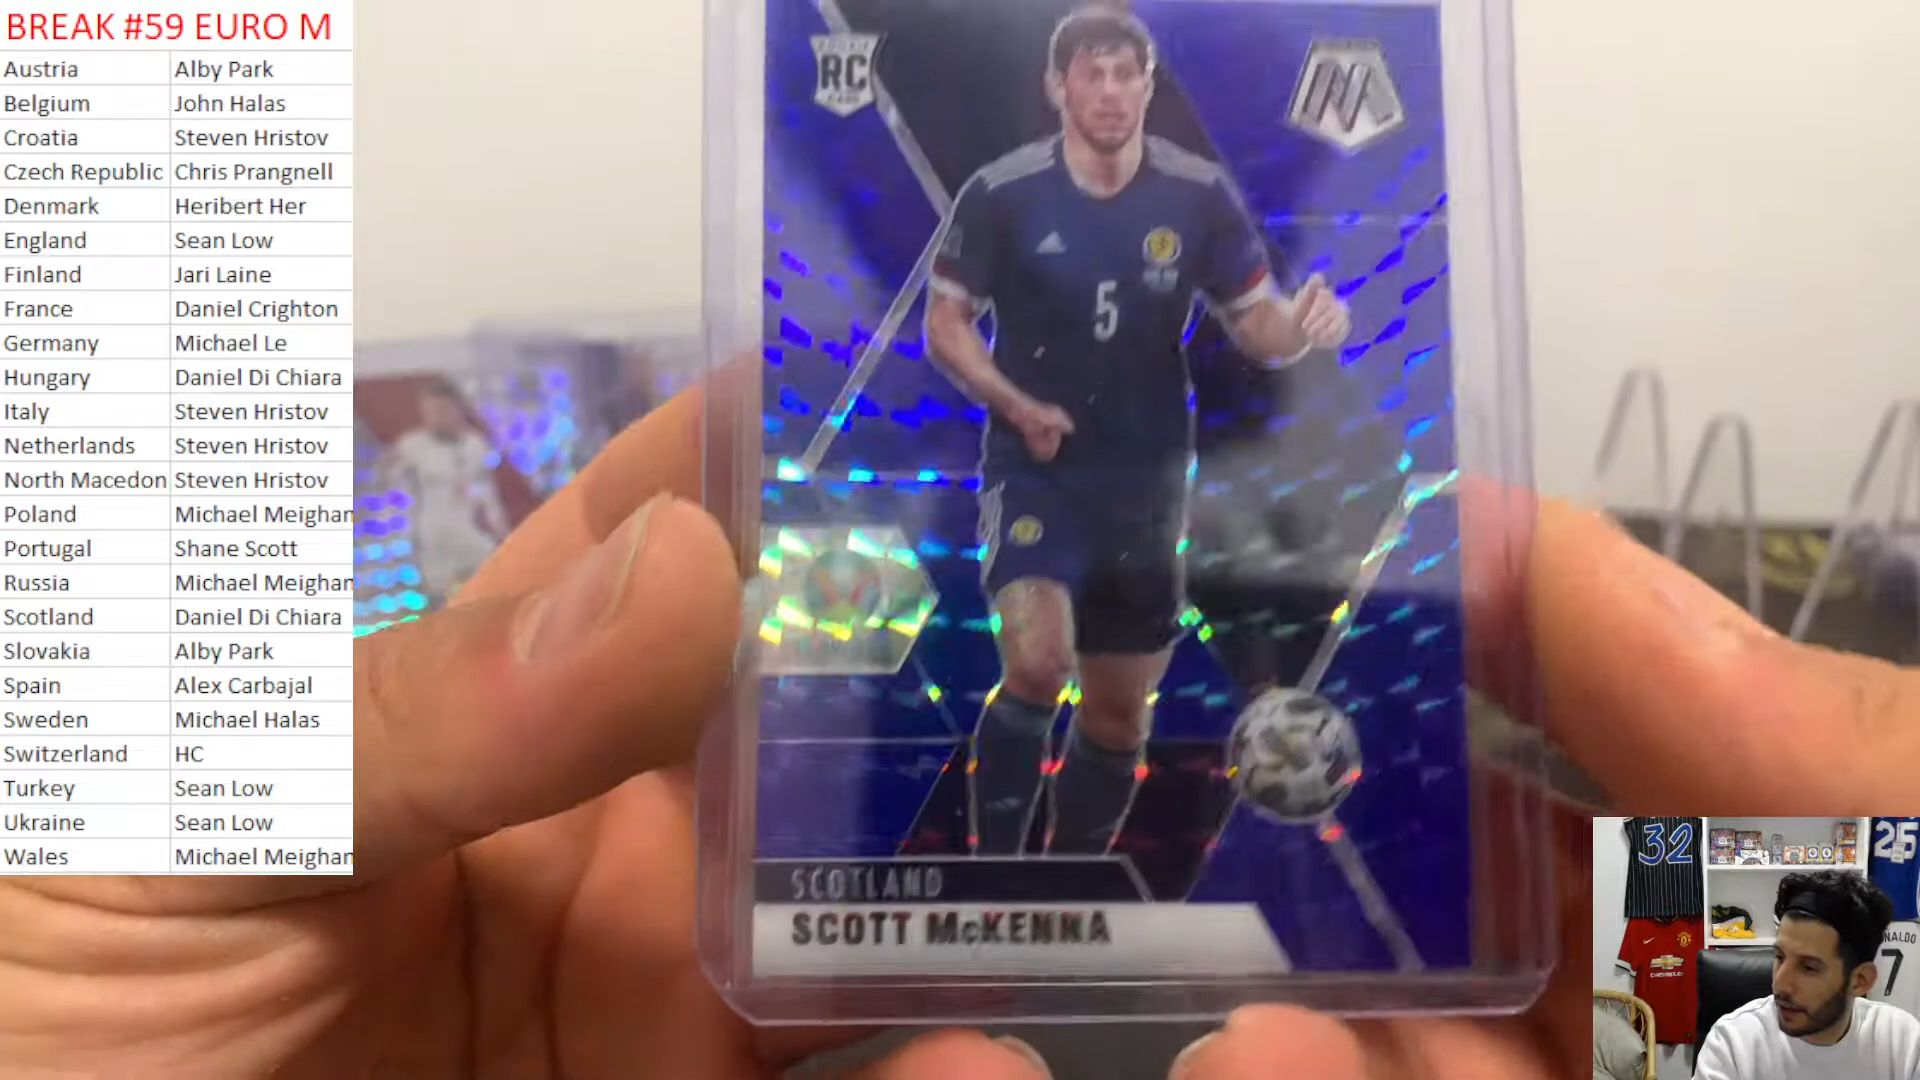 BREAK #59 EURO M
Austria Alby Park
Belgium John Halas
Croatia Steven Hristov
Czech Republic Chris Prangnell
Denmark Heribert Her
England Sean Low
Finland Jari Laine
France Daniel Crighton
Germany Michael Le
Hungary Daniel Di Chiara
Italy Steven Hristov
Netherlands Steven Hristov
North Macedon Steven Hristov
Poland Michael Meighan
Portugal Shane Scott
Russia Michael Meighan
Scotland Daniel Di Chiara
Slovakia Alby Park
Spain Alex Carbajal
Sweden Michael Halas
Switzerland HC
Turkey Sean Low
Ukraine Sean Low
Wales Michael Meighan
RC
5
SCOTLAND
SCOTT McKENNA
32
25
NALDO
7